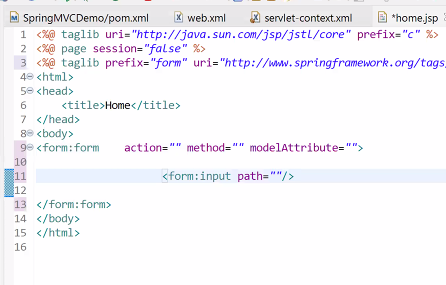 SpringMVCDemo/pom.xml web.xml servlet-context.xml *home.jsp
1 <%@ taglib uri="http://java.sun.com/jsp/jstl/core" prefix="c" %>
2 <%@ page session="false" %>
3 <%@ taglib prefix="form" uri="http://www.springframework.org/tags
4 <html>
5 <head>
6 <title>Home</title>
7 </head>
8 <body>
9 <form:form action="" method="" modelAttribute="">
10
11 <form:input path=""/>
12
13 </form:form>
14 </body>
15 </html>
16